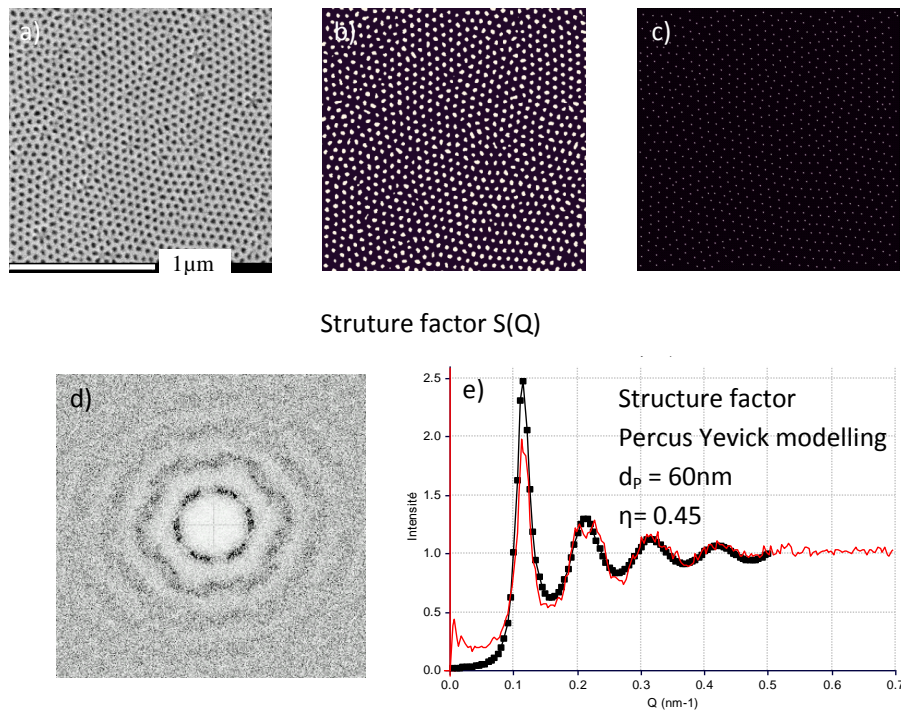 a)
b)
c)
1µm
Struture factor S(Q)
d)
e)
Structure factor
Percus Yevick modelling
dₚ = 60nm
η= 0.45
Intensité
2.5
2.0
1.5
1.0
0.5
0.0
0.0 0.1 0.2 0.3 0.4 0.5 0.6 0.7
Q (nm-1)